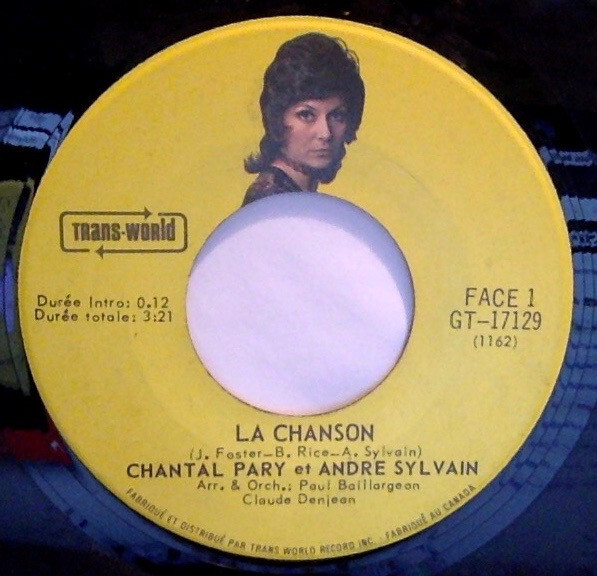 TRANS-WORLD
Durée Intro: 0.12
Durée totale: 3:21
FACE 1
GT-17129
(1162)
LA CHANSON
(J. Foster-B. Rice-A. Sylvain)
CHANTAL PARY et ANDRE SYLVAIN
Arr. & Orch.: Paul Baillargeon
Claude Denjean
FABRIQUÉ ET DISTRIBUÉ PAR TRANS WORLD RECORD INC. - FABRIQUÉ AU CANADA